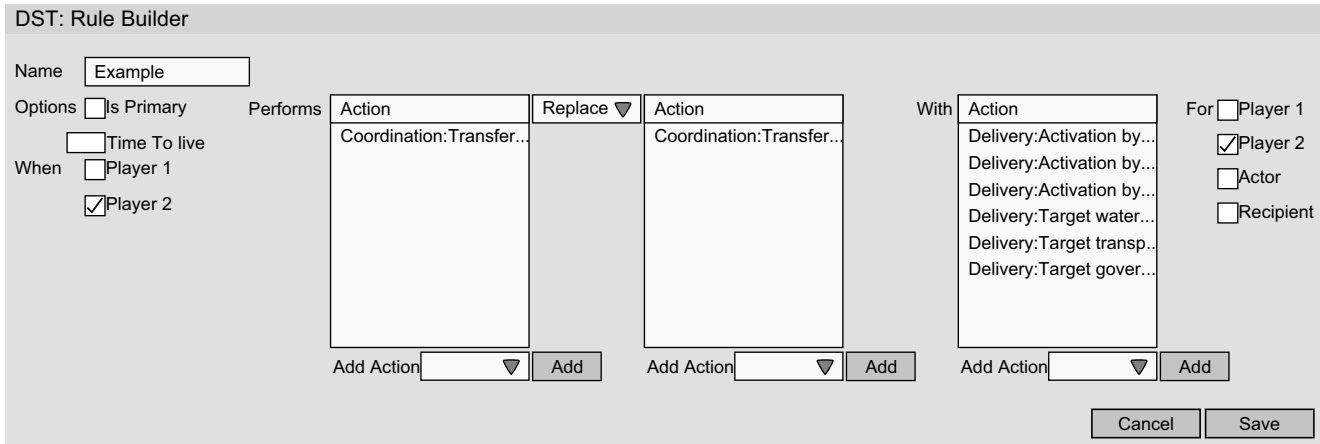 DST: Rule Builder
Name Example
Options Is Primary Performs Action Replace Action With Action For Player 1
Coordination:Transfer... Coordination:Transfer... Delivery:Activation by...
Time To live Delivery:Activation by... Player 2
When Player 1 Delivery:Activation by... Actor
Player 2 Delivery:Target water... Recipient
Delivery:Target transp..
Delivery:Target gover...
Add Action Add Add Action Add Add Action Add
Cancel Save